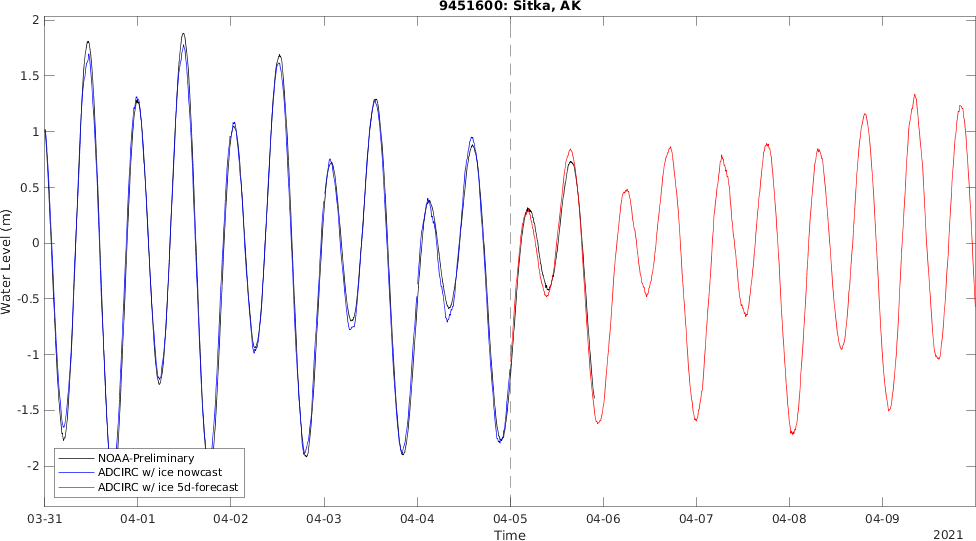 9451600: Sitka, AK
2
1.5
1
0.5
0
-0.5
-1
-1.5
-2
Water Level (m)
NOAA-Preliminary
ADCIRC w/ ice nowcast
ADCIRC w/ ice 5d-forecast
03-31 04-01 04-02 04-03 04-04 04-05 04-06 04-07 04-08 04-09
Time
2021